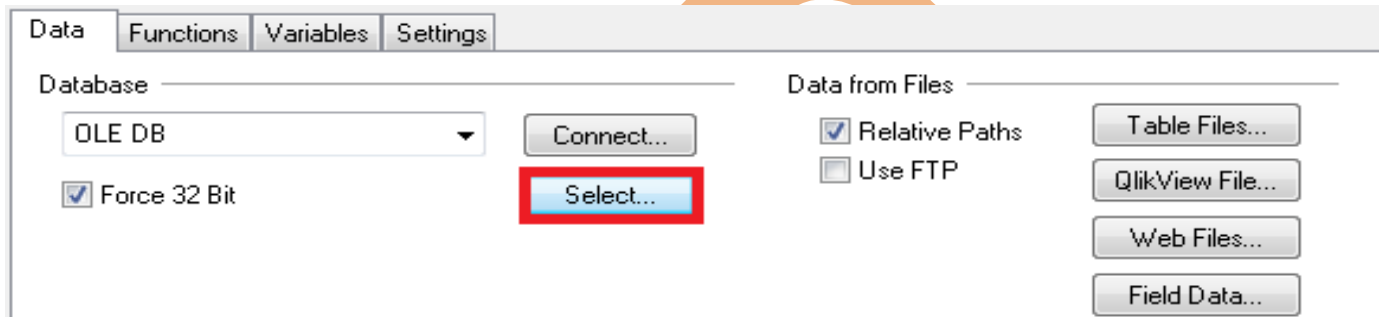 Data Functions Variables Settings
Database
OLE DB
Connect...
Force 32 Bit
Select...
Data from Files
Relative Paths
Use FTP
Table Files...
QlikView File...
Web Files...
Field Data...